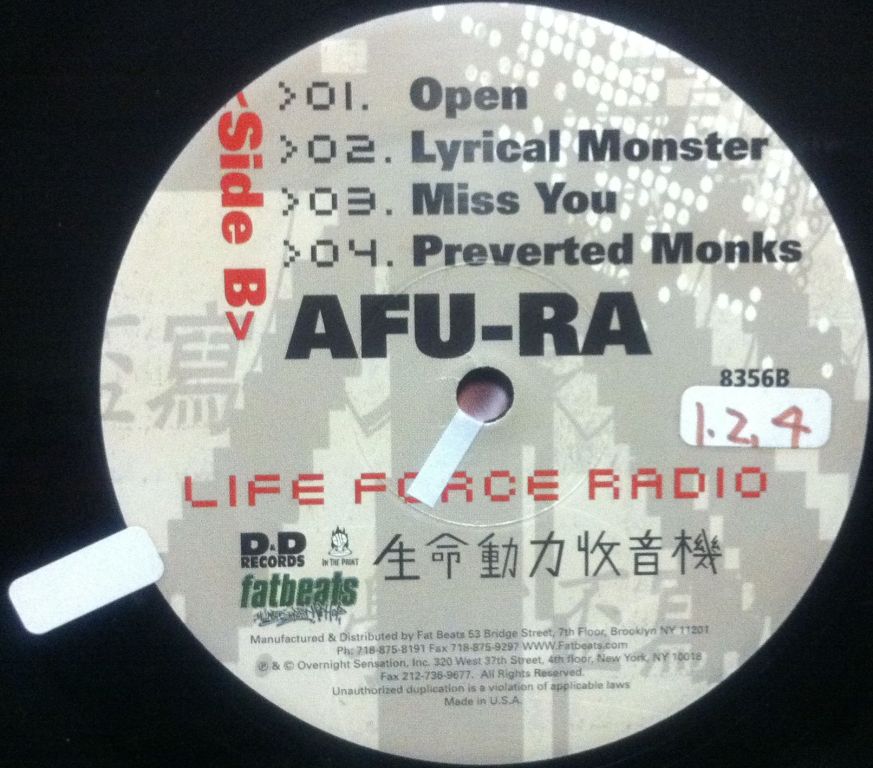 <Side B>
>01. Open
>02. Lyrical Monster
>03. Miss You
>04. Preverted Monks
AFU-RA
8356B
1.2,4
LIFE FORCE RADIO
D&D
RECORDS
IN THE PAINT
生命動力收音機
fatbeats
Manufactured & Distributed by Fat Beats 53 Bridge Street, 7th Floor, Brooklyn NY 11201
Ph: 718-875-8191 Fax 718-875-9297 WWW.Fatbeats.com
℗ & © Overnight Sensation, Inc. 320 West 37th Street, 4th floor, New York, NY 10018
Fax 212-736-9677. All Rights Reserved.
Unauthorized duplication is a violation of applicable laws
Made in U.S.A.
寫